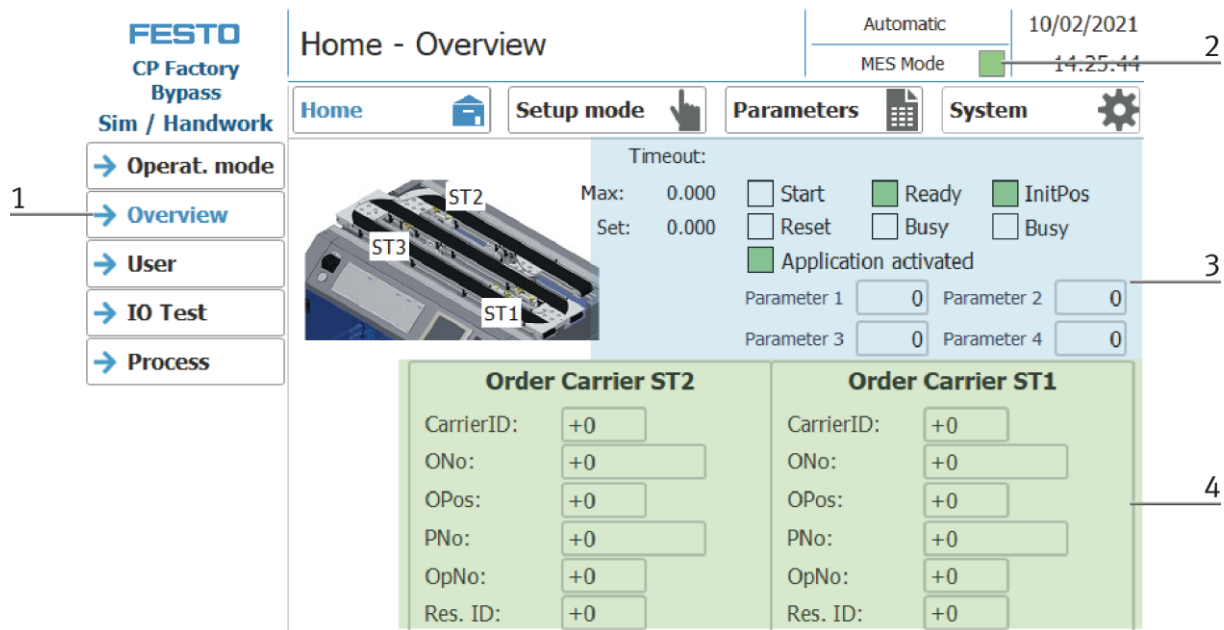 FESTO
CP Factory
Bypass
Sim / Handwork
Home - Overview
Automatic
MES Mode
10/02/2021
14:25:44
2
Home
Setup mode
Parameters
System
Operat. mode
Overview
User
IO Test
Process
1
ST2
ST3
ST1
Timeout:
Max: 0.000
Set: 0.000
Start Ready InitPos
Reset Busy Busy
Application activated
Parameter 1 0 Parameter 2 0
Parameter 3 0 Parameter 4 0
3
Order Carrier ST2
CarrierID: +0
ONo: +0
OPos: +0
PNo: +0
OpNo: +0
Res. ID: +0
Order Carrier ST1
CarrierID: +0
ONo: +0
OPos: +0
PNo: +0
OpNo: +0
Res. ID: +0
4